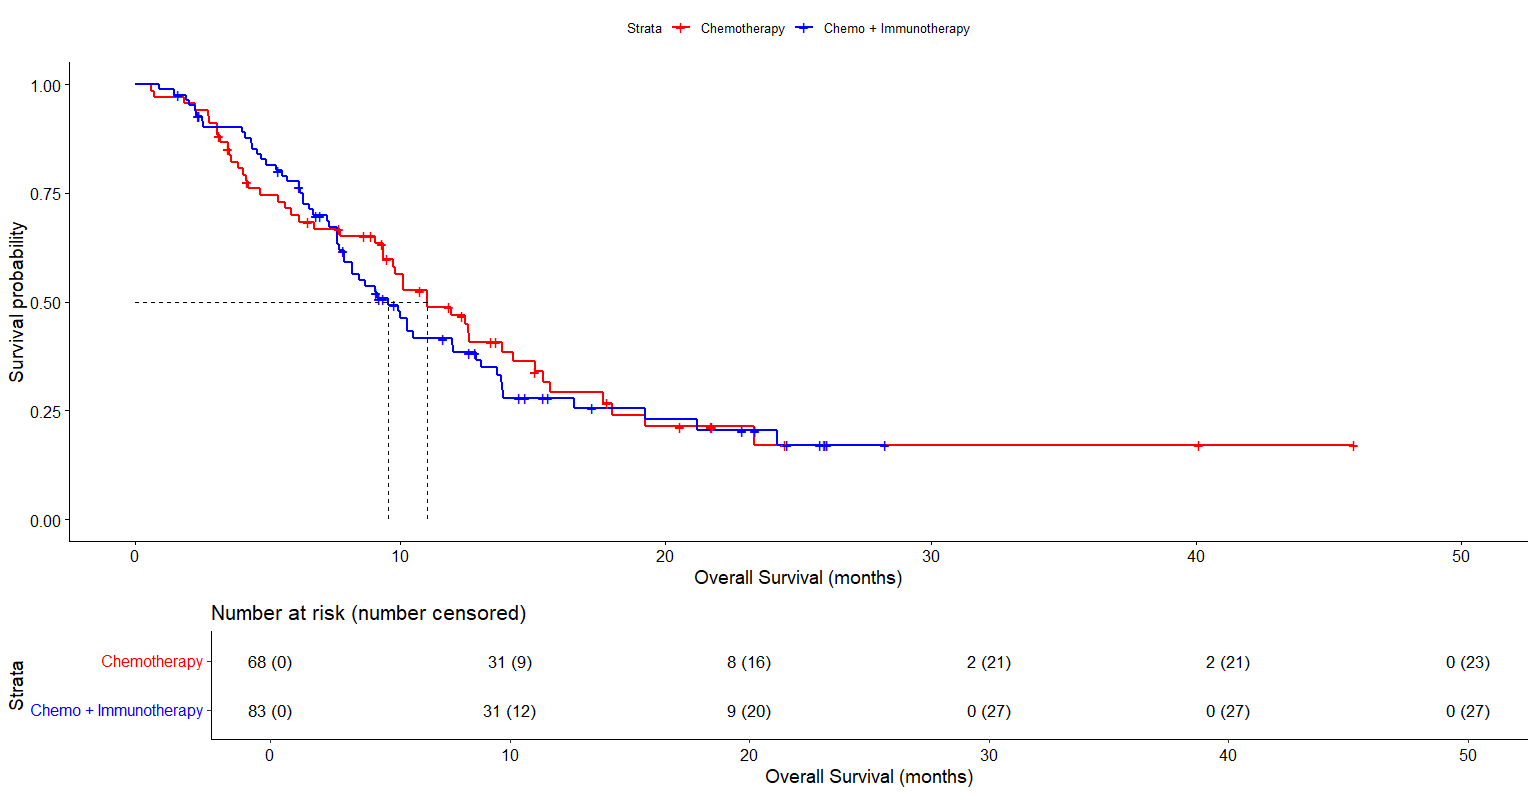 Strata Chemotherapy Chemo + Immunotherapy
Survival probability
1.00
0.75
0.50
0.25
0.00
0 10 20 30 40 50
Overall Survival (months)
Number at risk (number censored)
Strata
Chemotherapy 68 (0) 31 (9) 8 (16) 2 (21) 2 (21) 0 (23)
Chemo + Immunotherapy 83 (0) 31 (12) 9 (20) 0 (27) 0 (27) 0 (27)
0 10 20 30 40 50
Overall Survival (months)